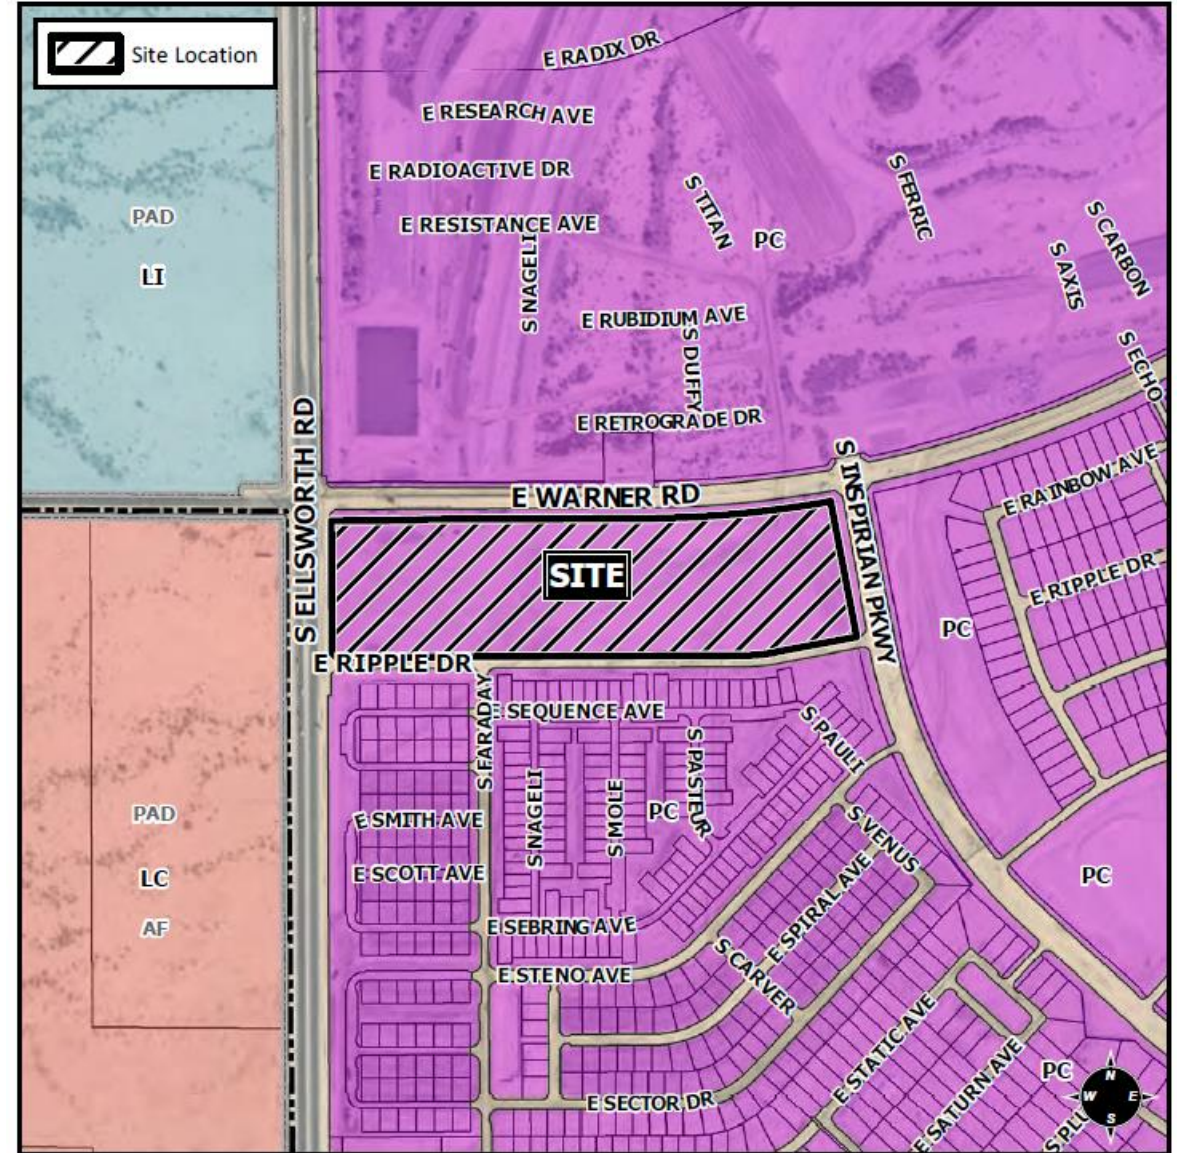 Site Location
E RADIX DR
E RESEARCH AVE
E RADIOACTIVE DR
E RESISTANCE AVE
S NAGELI
S TITAN
PC
S FERRIC
S CARBON
S AXIS
PAD
LI
E RUBIDIUM AVE
S DUFFY
S ECHO
E RETROGRADE DR
S ELLSWORTH RD
E WARNER RD
S INSPIRIAN PKWY
E RAINBOW AVE
SITE
E RIPPLE DR
PC
E RIPPLE DR
S FARADAY
E SEQUENCE AVE
S PAULI
S PASTEUR
S NAGELI
S MOLE
PC
PAD
LC
AF
E SMITH AVE
E SCOTT AVE
S VENUS
E SPIRAL AVE
PC
E SEBRING AVE
E STENO AVE
S CARVER
E STATIC AVE
E SATURN AVE
PC
E SECTOR DR
S PLU
N
W E
S